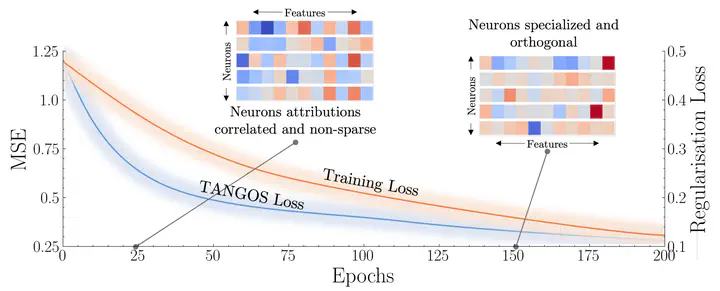 Features
Neurons
Neurons attributions
correlated and non-sparse
Neurons specialized and
orthogonal
Neurons
Features
1.25
1.0
0.75
0.5
0.25
MSE
0.5
0.4
0.3
0.2
0.1
Regularisation Loss
Training Loss
TANGOS Loss
0
25
50
75
100
125
150
175
200
Epochs